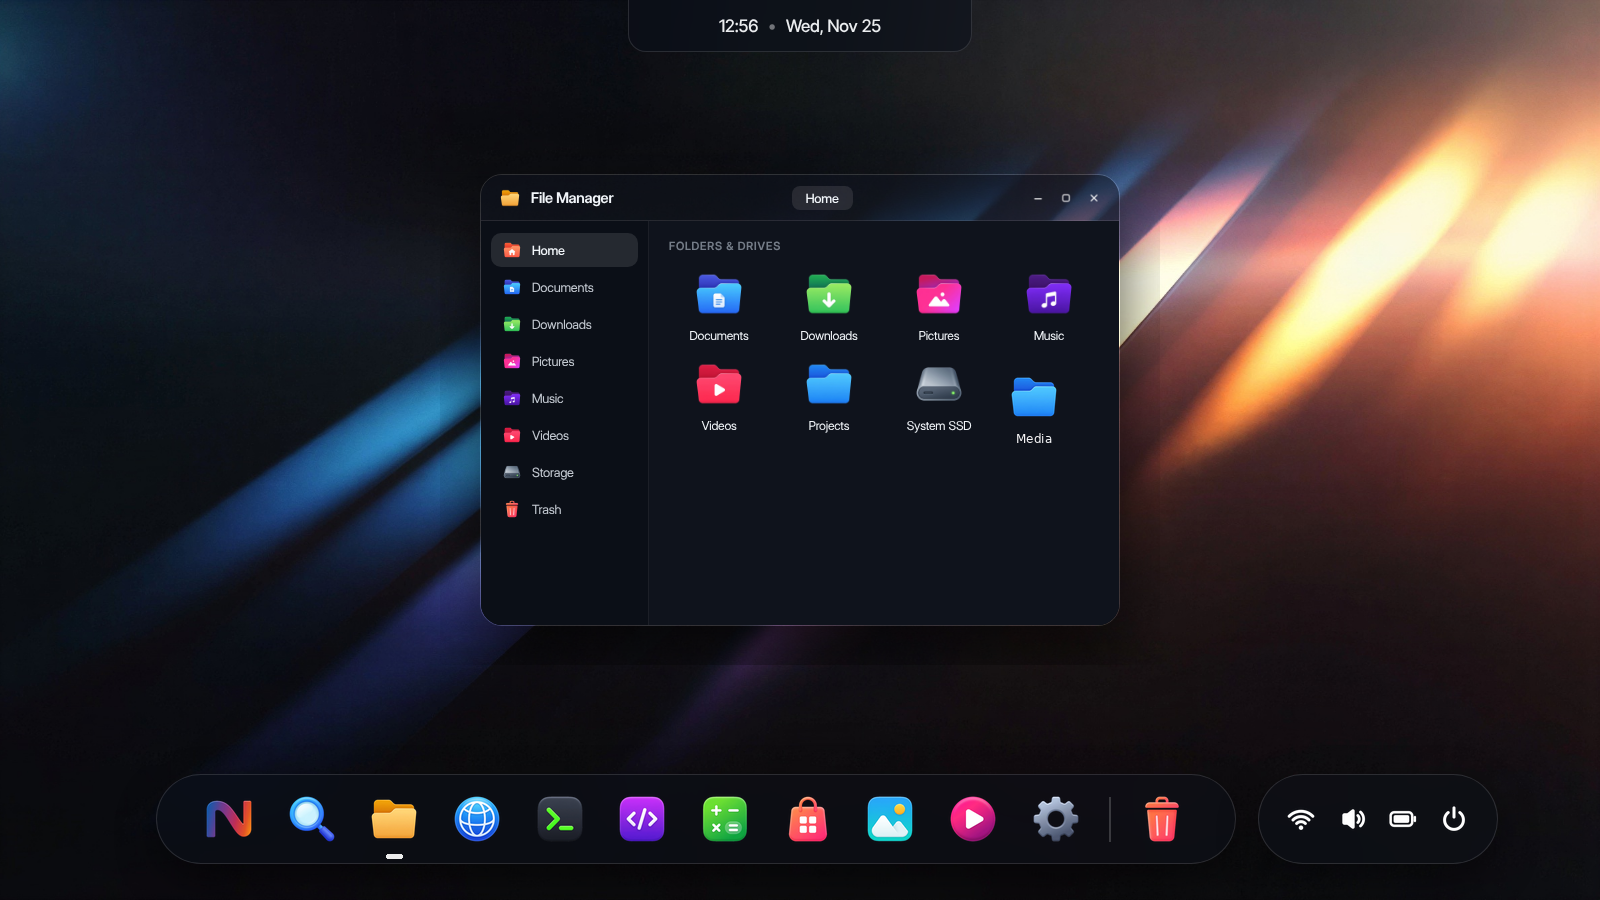 12:56 • Wed, Nov 25
File Manager
Home
Home
Documents
Downloads
Pictures
Music
Videos
Storage
Trash
FOLDERS & DRIVES
Documents
Downloads
Pictures
Music
Videos
Projects
System SSD
Media